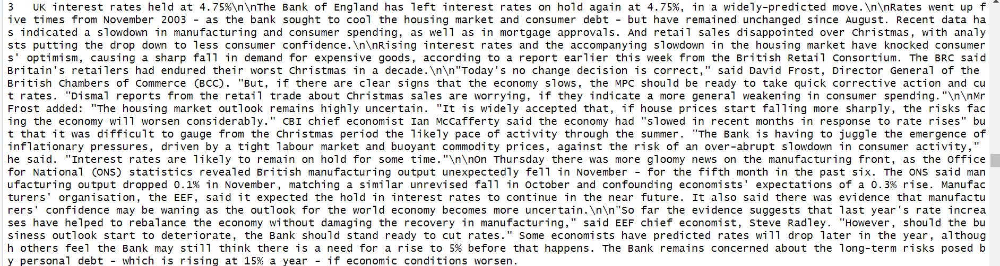 3   UK interest rates held at 4.75%\n\nThe Bank of England has left interest rates on hold again at 4.75%, in a widely-predicted move.\n\nRates went up f
ive times from November 2003 - as the bank sought to cool the housing market and consumer debt - but have remained unchanged since August. Recent data ha
s indicated a slowdown in manufacturing and consumer spending, as well as in mortgage approvals. And retail sales disappointed over Christmas, with analy
sts putting the drop down to less consumer confidence.\n\nRising interest rates and the accompanying slowdown in the housing market have knocked consumer
s' optimism, causing a sharp fall in demand for expensive goods, according to a report earlier this week from the British Retail Consortium. The BRC said
Britain's retailers had endured their worst Christmas in a decade.\n\n"Today's no change decision is correct," said David Frost, Director General of the
British Chambers of Commerce (BCC). "But, if there are clear signs that the economy slows, the MPC should be ready to take quick corrective action and cu
t rates. "Dismal reports from the retail trade about Christmas sales are worrying, if they indicate a more general weakening in consumer spending."\n\nMr
Frost added: "The housing market outlook remains highly uncertain. "It is widely accepted that, if house prices start falling more sharply, the risks fac
ing the economy will worsen considerably." CBI chief economist Ian McCafferty said the economy had "slowed in recent months in response to rate rises" bu
t that it was difficult to gauge from the Christmas period the likely pace of activity through the summer. "The Bank is having to juggle the emergence of
inflationary pressures, driven by a tight labour market and buoyant commodity prices, against the risk of an over-abrupt slowdown in consumer activity,"
he said. "Interest rates are likely to remain on hold for some time."\n\nOn Thursday there was more gloomy news on the manufacturing front, as the Office
for National (ONS) statistics revealed British manufacturing output unexpectedly fell in November - for the fifth month in the past six. The ONS said man
ufacturing output dropped 0.1% in November, matching a similar unrevised fall in October and confounding economists' expectations of a 0.3% rise. Manufac
turers' organisation, the EEF, said it expected the hold in interest rates to continue in the near future. It also said there was evidence that manufactu
rers' confidence may be waning as the outlook for the world economy becomes more uncertain.\n\n"So far the evidence suggests that last year's rate increa
ses have helped to rebalance the economy without damaging the recovery in manufacturing," said EEF chief economist, Steve Radley. "However, should the bu
siness outlook start to deteriorate, the Bank should stand ready to cut rates." Some economists have predicted rates will drop later in the year, althoug
h others feel the Bank may still think there is a need for a rise to 5% before that happens. The Bank remains concerned about the long-term risks posed b
y personal debt - which is rising at 15% a year - if economic conditions worsen.